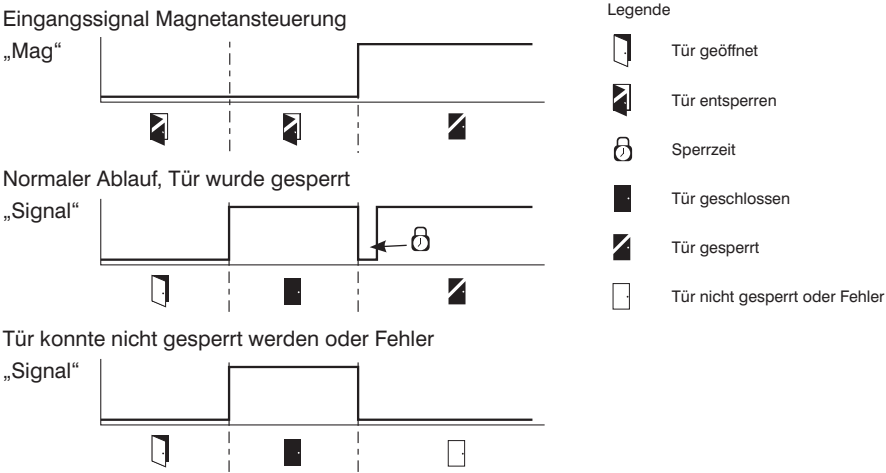 Eingangssignal Magnetansteuerung
„Mag“
Normaler Ablauf, Tür wurde gesperrt
„Signal“
Tür konnte nicht gesperrt werden oder Fehler
„Signal“
Legende
Tür geöffnet
Tür entsperren
Sperrzeit
Tür geschlossen
Tür gesperrt
Tür nicht gesperrt oder Fehler